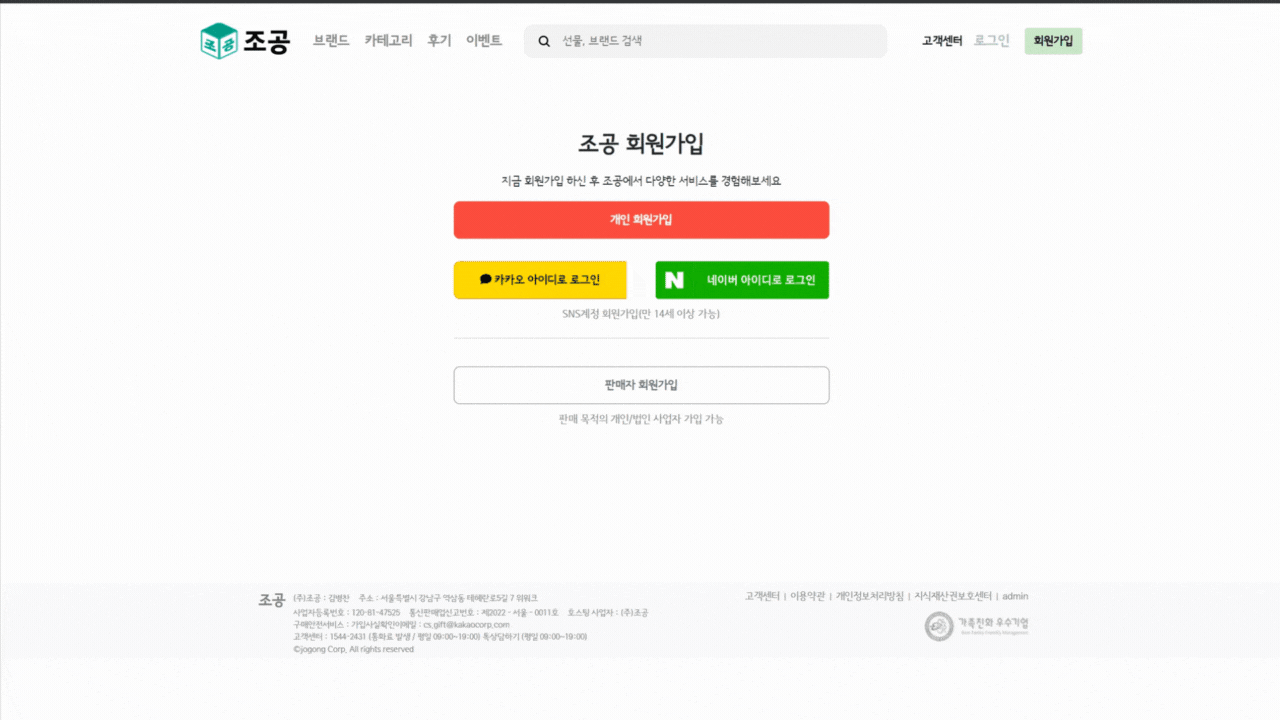 조공 조공 브랜드 카테고리 후기 이벤트 선물, 브랜드 검색 고객센터 로그인 회원가입
조공 회원가입
지금 회원가입 하신 후 조공에서 다양한 서비스를 경험해보세요
개인 회원가입
카카오 아이디로 로그인 N 네이버 아이디로 로그인
SNS계정 회원가입(만 14세 이상 가능)
판매자 회원가입
판매 목적의 개인/법인 사업자 가입 가능
조공 (주)조공 : 김병찬 주소 : 서울특별시 강남구 역삼동 테헤란로5길 7 위워크
사업자등록번호 : 120-81-47525 통신판매업신고번호 : 제2022 - 서울 - 0011호 호스팅 사업자 : (주)조공
구매안전서비스 : 가입사실확인이메일 : cs_gift@kakaocorp.com
고객센터 : 1544-2431 (통화료 발생 / 평일 09:00~19:00) 톡상담하기 (평일 09:00~19:00)
©jogong Corp. All rights reserved
고객센터 | 이용약관 | 개인정보처리방침 | 지식재산권보호센터 | admin
가족친화 우수기업